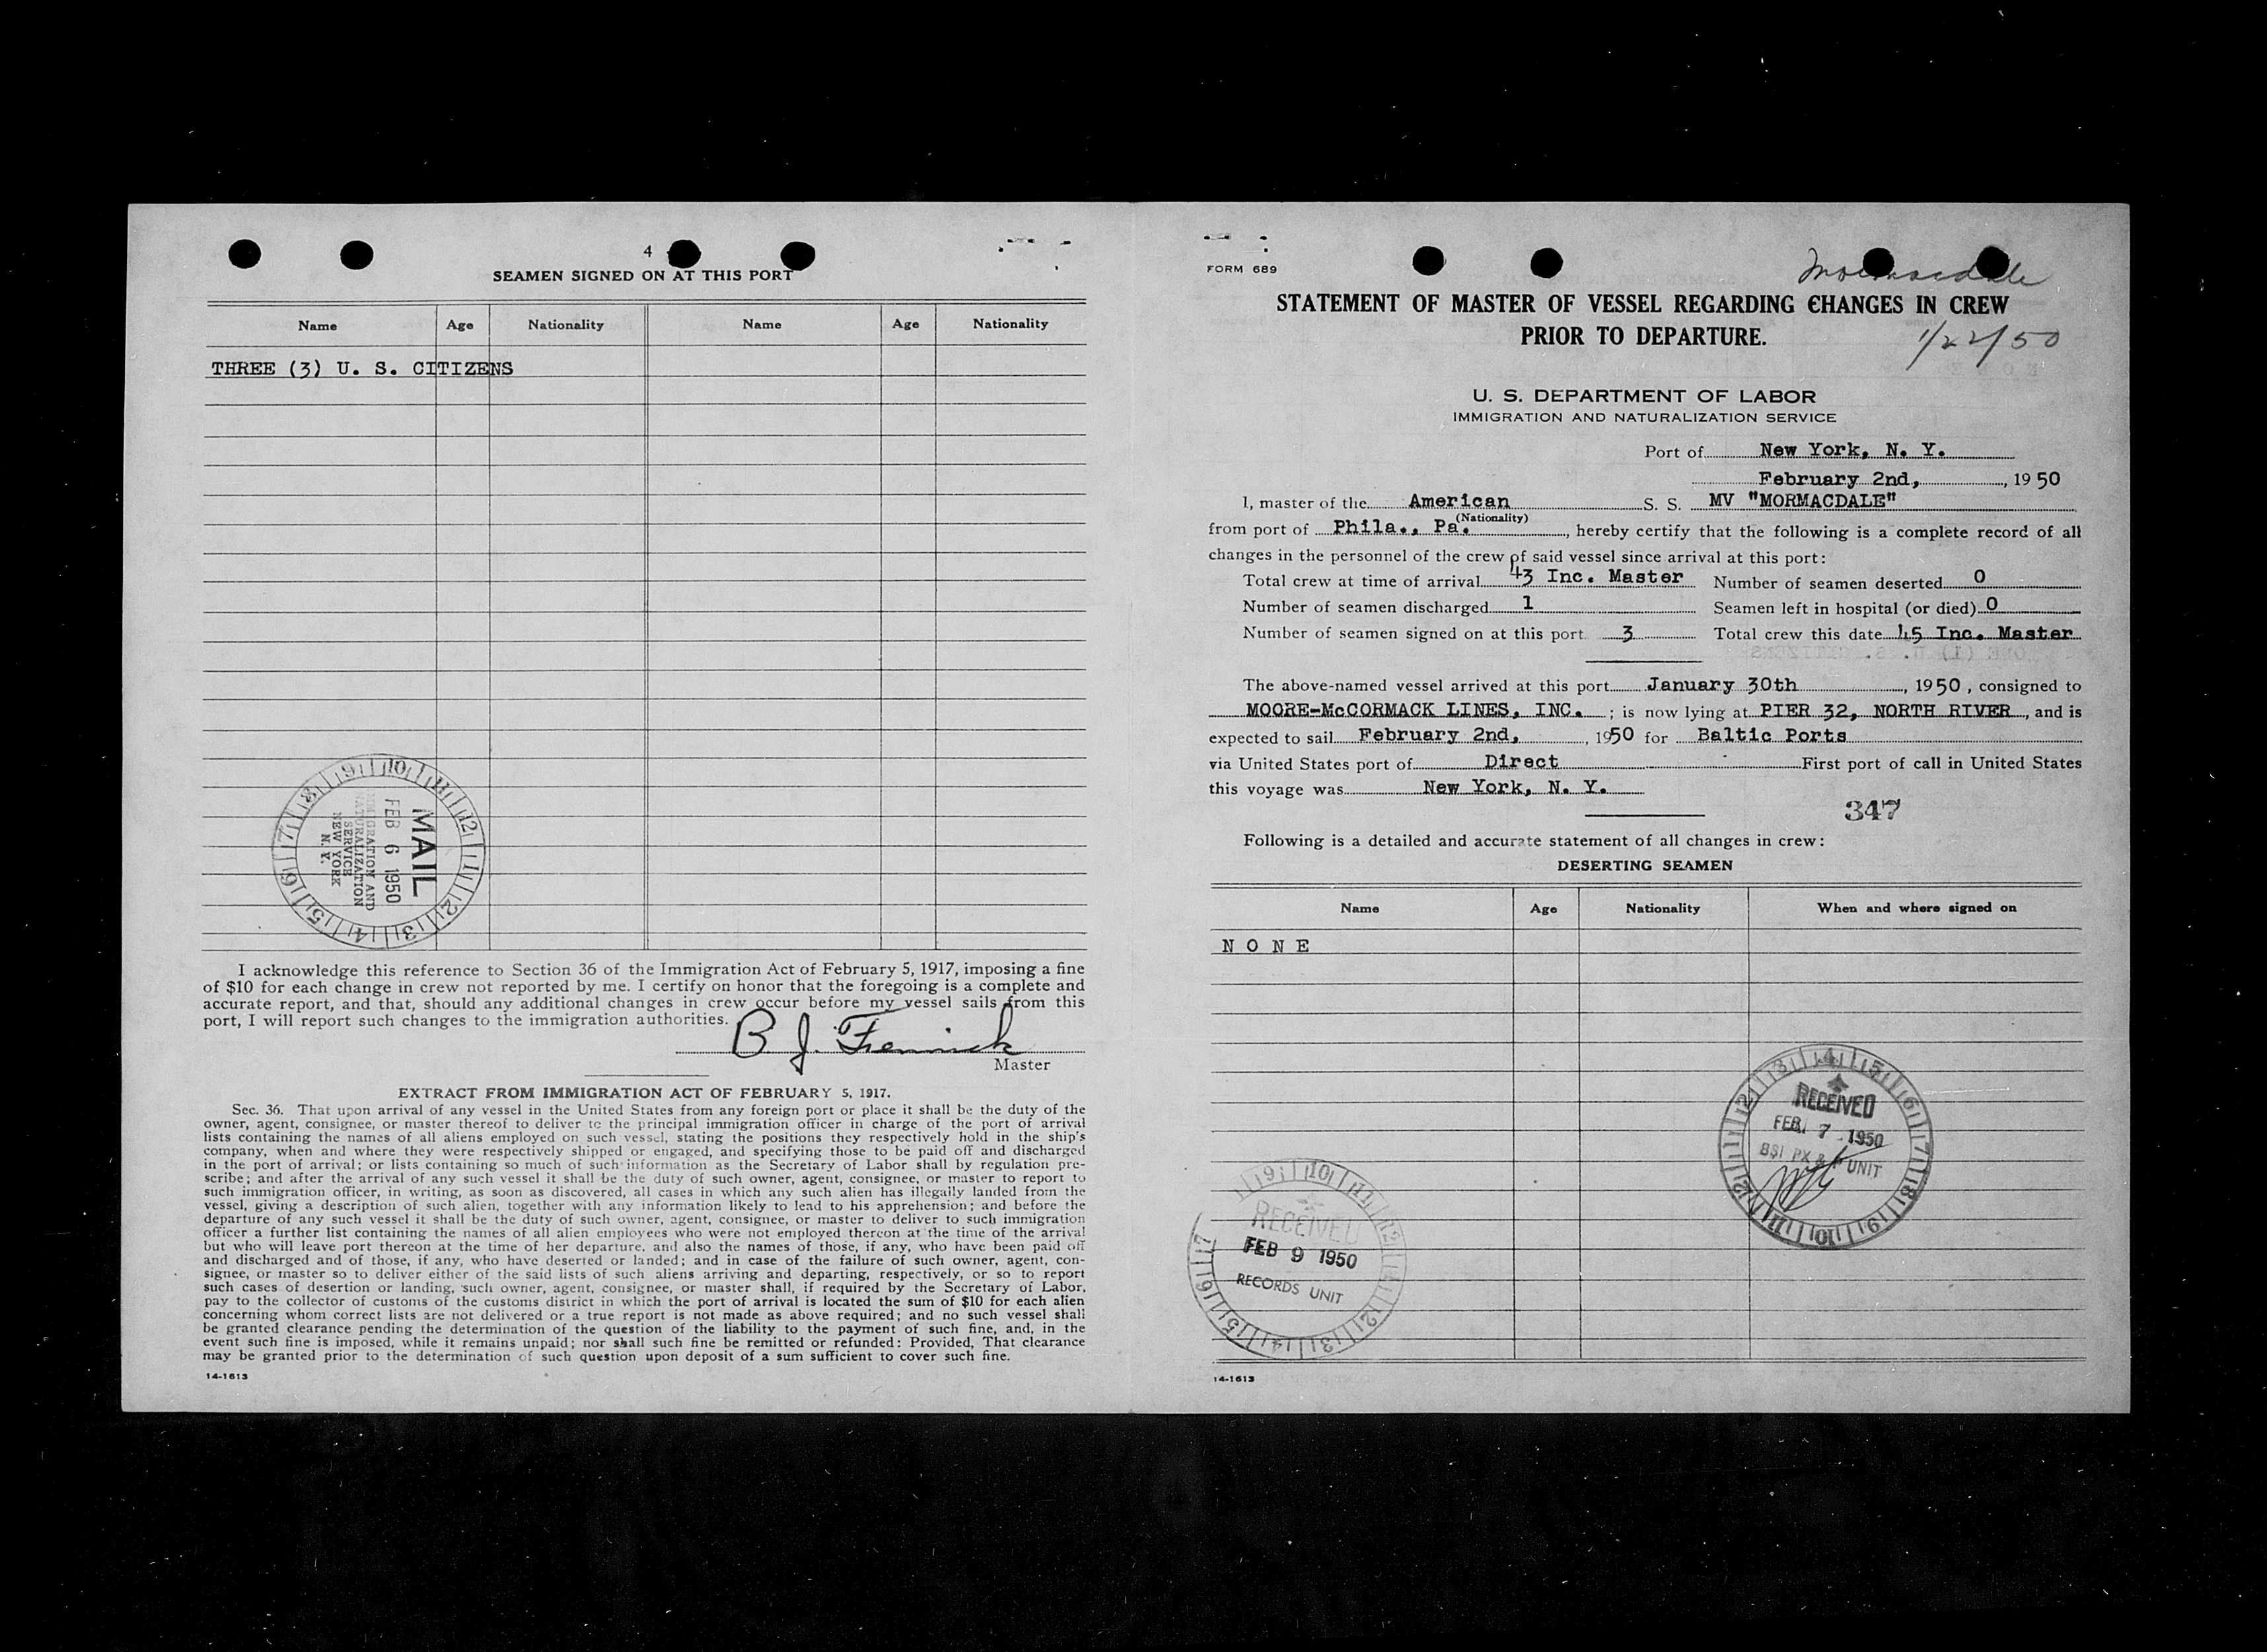 4
SEAMEN SIGNED ON AT THIS PORT
Name Age Nationality Name Age Nationality
THREE (3) U. S. CITIZENS
MAIL
FEB 6 1950
IMMIGRATION AND
NATURALIZATION
SERVICE
NEW YORK
N. Y.
I acknowledge this reference to Section 36 of the Immigration Act of February 5, 1917, imposing a fine
of $10 for each change in crew not reported by me. I certify on honor that the foregoing is a complete and
accurate report, and that, should any additional changes in crew occur before my vessel sails from this
port, I will report such changes to the immigration authorities.
B J.
Master
EXTRACT FROM IMMIGRATION ACT OF FEBRUARY 5, 1917.
Sec. 36. That upon arrival of any vessel in the United States from any foreign port or place it shall be the duty of the
owner, agent, consignee, or master thereof to deliver to the principal immigration officer in charge of the port of arrival
lists containing the names of all aliens employed on such vessel, stating the positions they respectively hold in the ship's
company, when and where they were respectively shipped or engaged, and specifying those to be paid off and discharged
in the port of arrival; or lists containing so much of such information as the Secretary of Labor shall by regulation pre-
scribe; and after the arrival of any such vessel it shall be the duty of such owner, agent, consignee, or master to report to
such immigration officer, in writing, as soon as discovered, all cases in which any such alien has illegally landed from the
vessel, giving a description of such alien, together with any information likely to lead to his apprehension; and before the
departure of any such vessel it shall be the duty of such owner, agent, consignee, or master to deliver to such immigration
officer a further list containing the names of all alien employees who were not employed thereon at the time of the arrival
but who will leave port thereon at the time of her departure, and also the names of those, if any, who have been paid off
and discharged and of those, if any, who have deserted or landed; and in case of the failure of such owner, agent, con-
signee, or master so to deliver either of the said lists of such aliens arriving and departing, respectively, or so to report
such cases of desertion or landing, such owner, agent, consignee, or master shall, if required by the Secretary of Labor,
pay to the collector of customs of the customs district in which the port of arrival is located the sum of $10 for each alien
concerning whom correct lists are not delivered or a true report is not made as above required; and no such vessel shall
be granted clearance pending the determination of the question of the liability to the payment of such fine, and, in the
event such fine is imposed, while it remains unpaid; nor shall such fine be remitted or refunded: Provided, That clearance
may be granted prior to the determination of such question upon deposit of a sum sufficient to cover such fine.
14-1613
FORM 689
Mormacdale
STATEMENT OF MASTER OF VESSEL REGARDING CHANGES IN CREW
PRIOR TO DEPARTURE.
1/22/50
U. S. DEPARTMENT OF LABOR
IMMIGRATION AND NATURALIZATION SERVICE
Port of New York, N. Y.
February 2nd, , 19 50
I, master of the American S. S. MV "MORMACDALE"
(Nationality)
from port of Phila., Pa. , hereby certify that the following is a complete record of all
changes in the personnel of the crew of said vessel since arrival at this port:
Total crew at time of arrival 43 Inc. Master Number of seamen deserted 0
Number of seamen discharged 1 Seamen left in hospital (or died) 0
Number of seamen signed on at this port 3 Total crew this date 45 Inc. Master
The above-named vessel arrived at this port January 30th , 1950 , consigned to
MOORE-McCORMACK LINES, INC. ; is now lying at PIER 32, NORTH RIVER , and is
expected to sail February 2nd, , 1950 for Baltic Ports
via United States port of Direct First port of call in United States
this voyage was New York, N. Y.
347
Following is a detailed and accurate statement of all changes in crew:
DESERTING SEAMEN
Name Age Nationality When and where signed on
N O N E
RECEIVED
FEB 7 1950
BSI PX & UNIT
RECEIVED
FEB 9 1950
RECORDS UNIT
14-1613